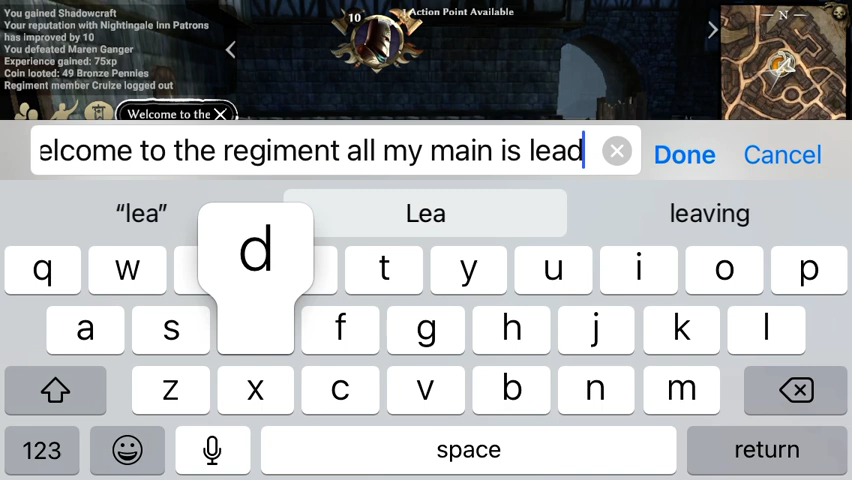 You gained Shadowcraft
Your reputation with Nightingale Inn Patrons
has improved by 10
You defeated Maren Ganger
Experience gained: 75xp
Coin looted: 49 Bronze Pennies
Regiment member Cruize logged out
10
1 Action Point Available
N
Welcome to the
elcome to the regiment all my main is lead
Done
Cancel
“lea”
Lea
leaving
d
q w t y u i o p
a s f g h j k l
z x c v b n m
123
space
return